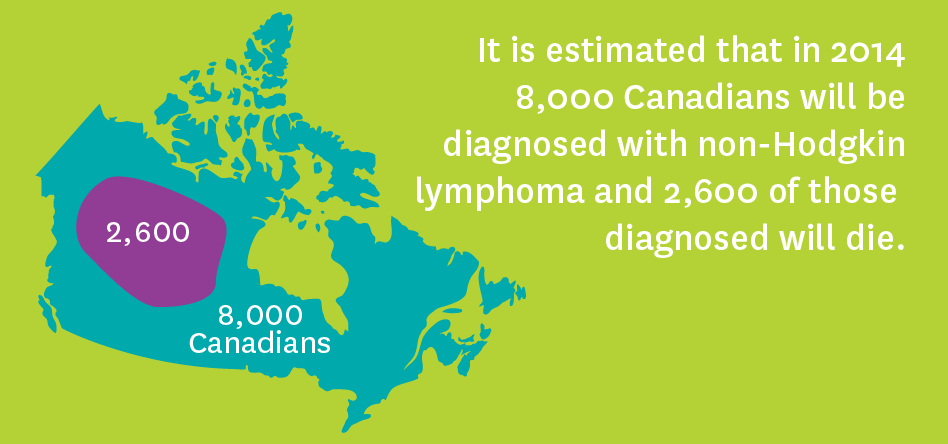 It is estimated that in 2014
8,000 Canadians will be
diagnosed with non-Hodgkin
lymphoma and 2,600 of those
diagnosed will die.
2,600
8,000
Canadians